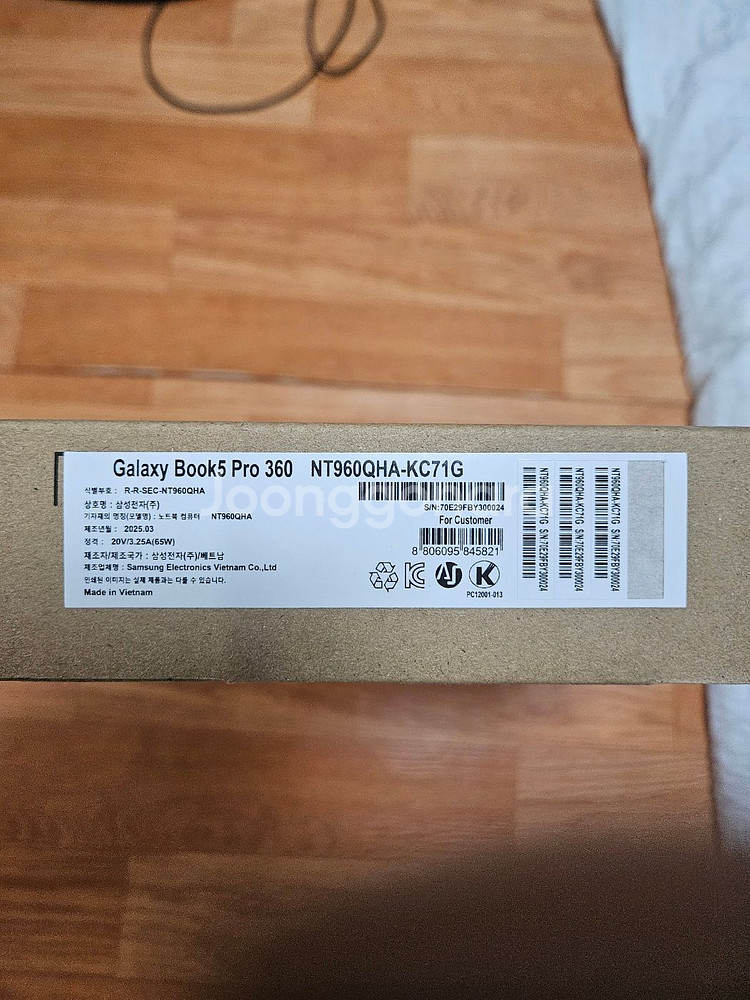 Galaxy Book5 Pro 360 NT960QHA-KC71G
식별부호 : R-R-SEC-NT960QHA
상호명 : 삼성전자(주)
기자재의 명칭(모델명) : 노트북 컴퓨터 NT960QHA
제조년월 : 2025.03
정격 : 20V/3.25A(65W)
제조자/제조국가 : 삼성전자(주)/베트남
제조업체명 : Samsung Electronics Vietnam Co.,Ltd
인쇄된 이미지는 실제 제품과는 다를 수 있습니다.
Made in Vietnam
S/N:70E29FBY300024
For Customer
8 806095 845821
PC12001-013
NT960QHA-KC71G S/N:70E29FBY300024
NT960QHA-KC71G S/N:70E29FBY300024
NT960QHA-KC71G S/N:70E29FBY300024